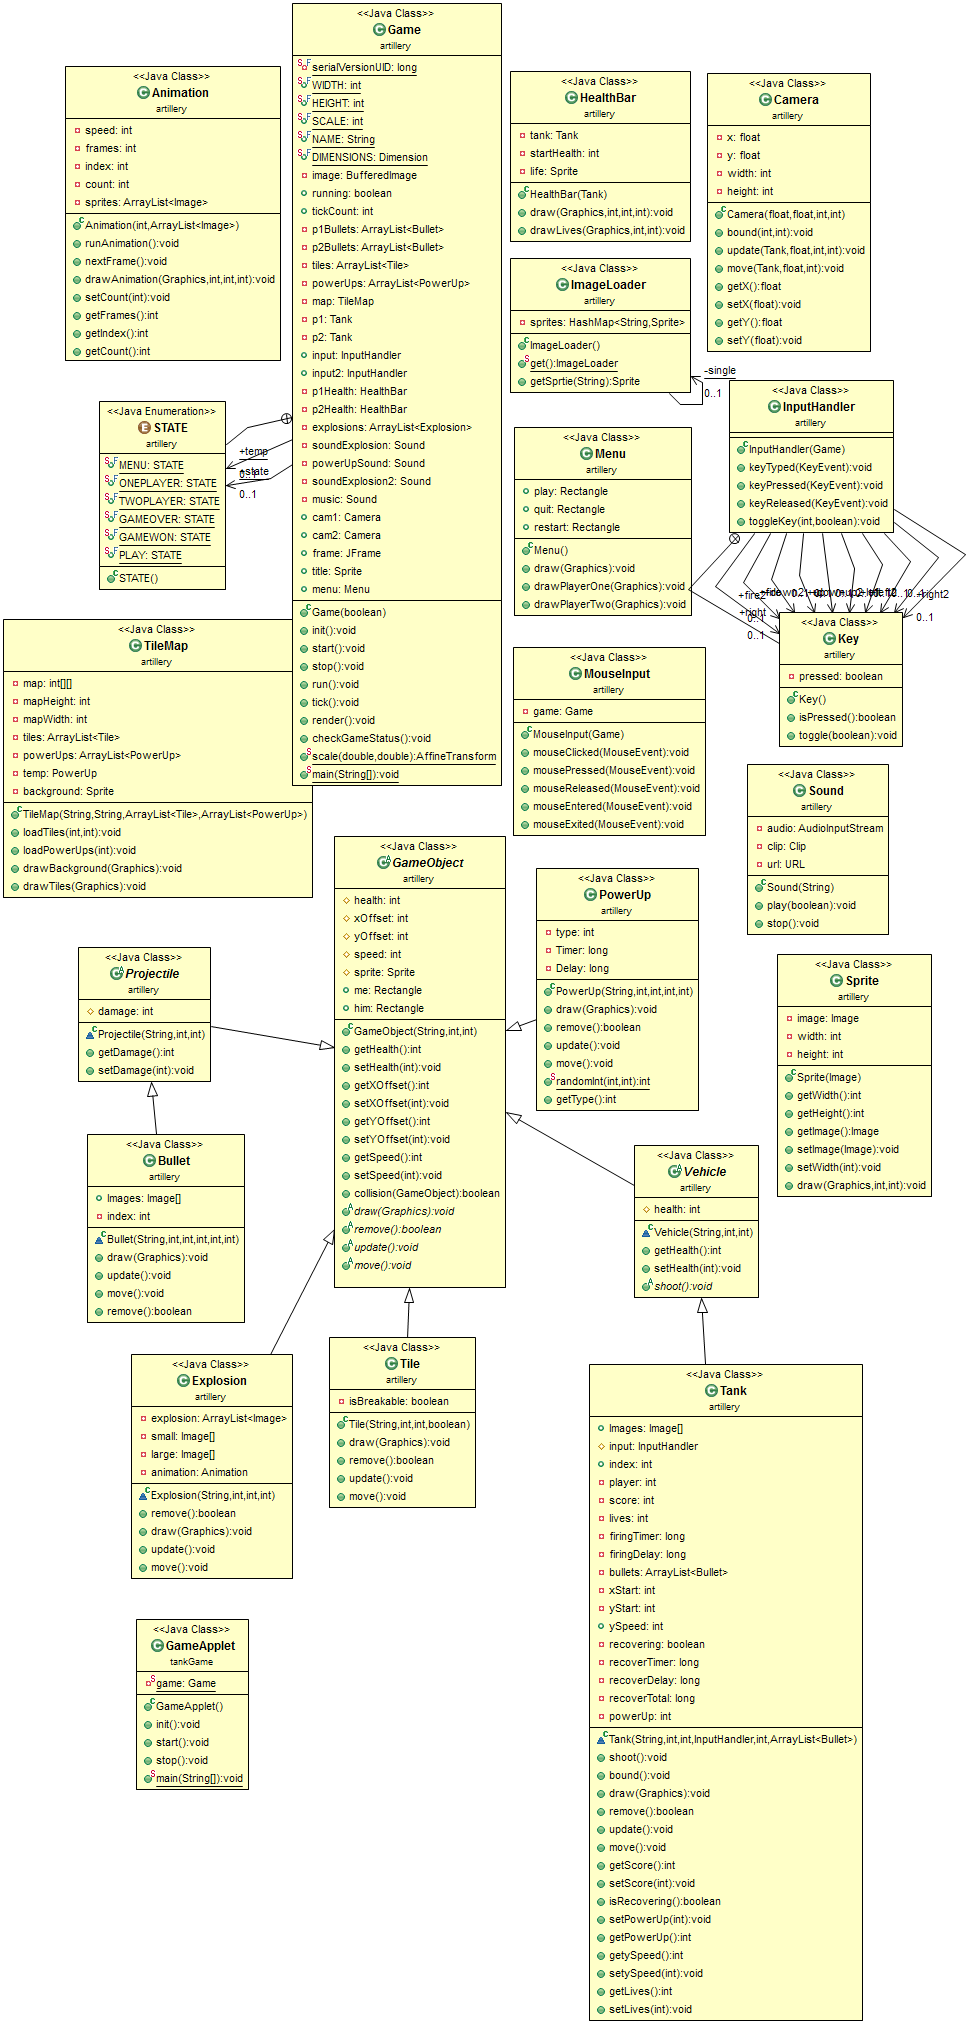 <<Java Class>>
Game
artillery
serialVersionUID: long
WIDTH: int
HEIGHT: int
SCALE: int
NAME: String
DIMENSIONS: Dimension
image: BufferedImage
running: boolean
tickCount: int
p1Bullets: ArrayList<Bullet>
p2Bullets: ArrayList<Bullet>
tiles: ArrayList<Tile>
powerUps: ArrayList<PowerUp>
map: TileMap
p1: Tank
p2: Tank
input: InputHandler
input2: InputHandler
p1Health: HealthBar
p2Health: HealthBar
explosions: ArrayList<Explosion>
soundExplosion: Sound
powerUpSound: Sound
soundExplosion2: Sound
music: Sound
cam1: Camera
cam2: Camera
frame: JFrame
title: Sprite
menu: Menu
Game(boolean)
init():void
start():void
stop():void
run():void
tick():void
render():void
checkGameStatus():void
scale(double,double):AffineTransform
main(String[]):void
<<Java Class>>
Animation
artillery
speed: int
frames: int
index: int
count: int
sprites: ArrayList<Image>
Animation(int,ArrayList<Image>)
runAnimation():void
nextFrame():void
drawAnimation(Graphics,int,int,int):void
setCount(int):void
getFrames():int
getIndex():int
getCount():int
<<Java Class>>
HealthBar
artillery
tank: Tank
startHealth: int
life: Sprite
HealthBar(Tank)
draw(Graphics,int,int,int):void
drawLives(Graphics,int,int):void
<<Java Class>>
Camera
artillery
x: float
y: float
width: int
height: int
Camera(float,float,int,int)
bound(int,int):void
update(Tank,float,int,int):void
move(Tank,float,int):void
getX():float
setX(float):void
getY():float
setY(float):void
<<Java Class>>
ImageLoader
artillery
sprites: HashMap<String,Sprite>
ImageLoader()
get():ImageLoader
getSprtie(String):Sprite
-single
0..1
<<Java Class>>
InputHandler
artillery
InputHandler(Game)
keyTyped(KeyEvent):void
keyPressed(KeyEvent):void
keyReleased(KeyEvent):void
toggleKey(int,boolean):void
<<Java Enumeration>>
STATE
artillery
MENU: STATE
ONEPLAYER: STATE
TWOPLAYER: STATE
GAMEOVER: STATE
GAMEWON: STATE
PLAY: STATE
STATE()
+temp
+state
0..1
0..1
<<Java Class>>
Menu
artillery
play: Rectangle
quit: Rectangle
restart: Rectangle
Menu()
draw(Graphics):void
drawPlayerOne(Graphics):void
drawPlayerTwo(Graphics):void
+right
0..1
0..1
0..1
<<Java Class>>
Key
artillery
pressed: boolean
Key()
isPressed():boolean
toggle(boolean):void
<<Java Class>>
TileMap
artillery
map: int[][]
mapHeight: int
mapWidth: int
tiles: ArrayList<Tile>
powerUps: ArrayList<PowerUp>
temp: PowerUp
background: Sprite
TileMap(String,String,ArrayList<Tile>,ArrayList<PowerUp>)
loadTiles(int,int):void
loadPowerUps(int):void
drawBackground(Graphics):void
drawTiles(Graphics):void
<<Java Class>>
MouseInput
artillery
game: Game
MouseInput(Game)
mouseClicked(MouseEvent):void
mousePressed(MouseEvent):void
mouseReleased(MouseEvent):void
mouseEntered(MouseEvent):void
mouseExited(MouseEvent):void
<<Java Class>>
Sound
artillery
audio: AudioInputStream
clip: Clip
url: URL
Sound(String)
play(boolean):void
stop():void
<<Java Class>>
GameObject
artillery
health: int
xOffset: int
yOffset: int
speed: int
sprite: Sprite
me: Rectangle
him: Rectangle
GameObject(String,int,int)
getHealth():int
setHealth(int):void
getXOffset():int
setXOffset(int):void
getYOffset():int
setYOffset(int):void
getSpeed():int
setSpeed(int):void
collision(GameObject):boolean
draw(Graphics):void
remove():boolean
update():void
move():void
<<Java Class>>
PowerUp
artillery
type: int
Timer: long
Delay: long
PowerUp(String,int,int,int,int)
draw(Graphics):void
remove():boolean
update():void
move():void
randomInt(int,int):int
getType():int
<<Java Class>>
Projectile
artillery
damage: int
Projectile(String,int,int)
getDamage():int
setDamage(int):void
<<Java Class>>
Sprite
artillery
image: Image
width: int
height: int
Sprite(Image)
getWidth():int
getHeight():int
getImage():Image
setImage(Image):void
setWidth(int):void
draw(Graphics,int,int):void
<<Java Class>>
Bullet
artillery
Images: Image[]
index: int
Bullet(String,int,int,int,int,int)
draw(Graphics):void
update():void
move():void
remove():boolean
<<Java Class>>
Vehicle
artillery
health: int
Vehicle(String,int,int)
getHealth():int
setHealth(int):void
shoot():void
<<Java Class>>
Explosion
artillery
explosion: ArrayList<Image>
small: Image[]
large: Image[]
animation: Animation
Explosion(String,int,int,int)
remove():boolean
draw(Graphics):void
update():void
move():void
<<Java Class>>
Tile
artillery
isBreakable: boolean
Tile(String,int,int,boolean)
draw(Graphics):void
remove():boolean
update():void
move():void
<<Java Class>>
Tank
artillery
Images: Image[]
input: InputHandler
index: int
player: int
score: int
lives: int
firingTimer: long
firingDelay: long
bullets: ArrayList<Bullet>
xStart: int
yStart: int
ySpeed: int
recovering: boolean
recoverTimer: long
recoverDelay: long
recoverTotal: long
powerUp: int
Tank(String,int,int,InputHandler,int,ArrayList<Bullet>)
shoot():void
bound():void
draw(Graphics):void
remove():boolean
update():void
move():void
getScore():int
setScore(int):void
isRecovering():boolean
setPowerUp(int):void
getPowerUp():int
getySpeed():int
setySpeed(int):void
getLives():int
setLives(int):void
<<Java Class>>
GameApplet
tankGame
game: Game
GameApplet()
init():void
start():void
stop():void
main(String[]):void